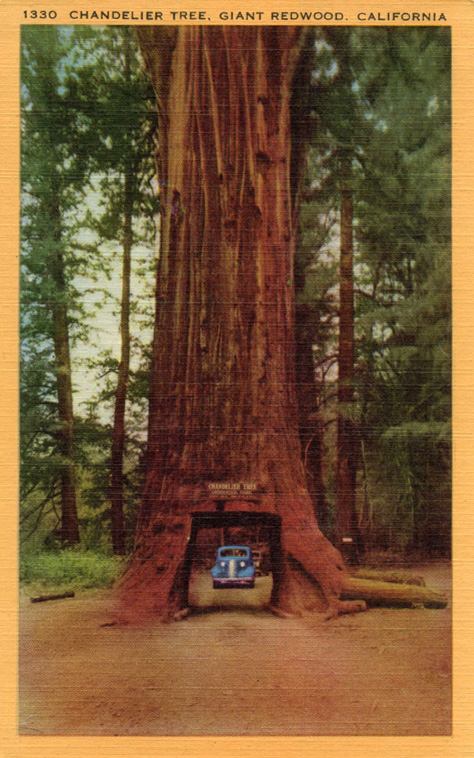 1330 CHANDELIER TREE, GIANT REDWOOD, CALIFORNIA
CHANDELIER TREE